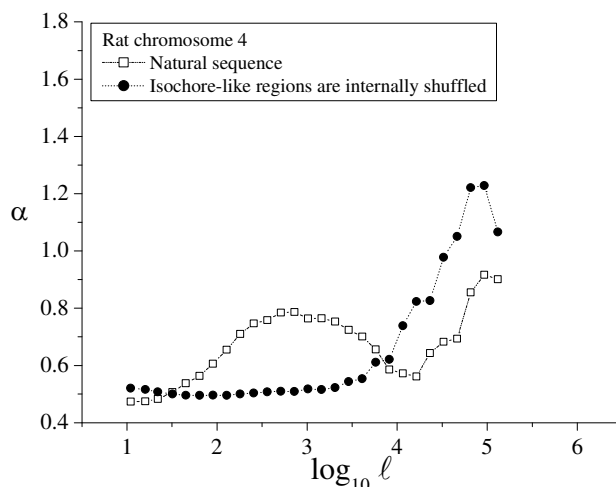 1.8
Rat chromosome 4
Natural sequence
1.6
Isochore-like regions are internally shuffled
1.4
1.2
α
1.0
0.8
0.6
0.4
1 2 3 4 5 6
log₁₀ ℓ